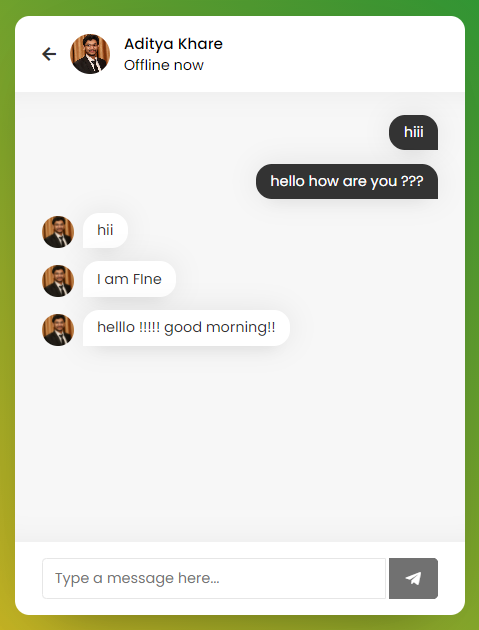 Aditya Khare
Offline now
hiii
hello how are you ???
hii
I am FIne
helllo !!!!! good morning!!
Type a message here...